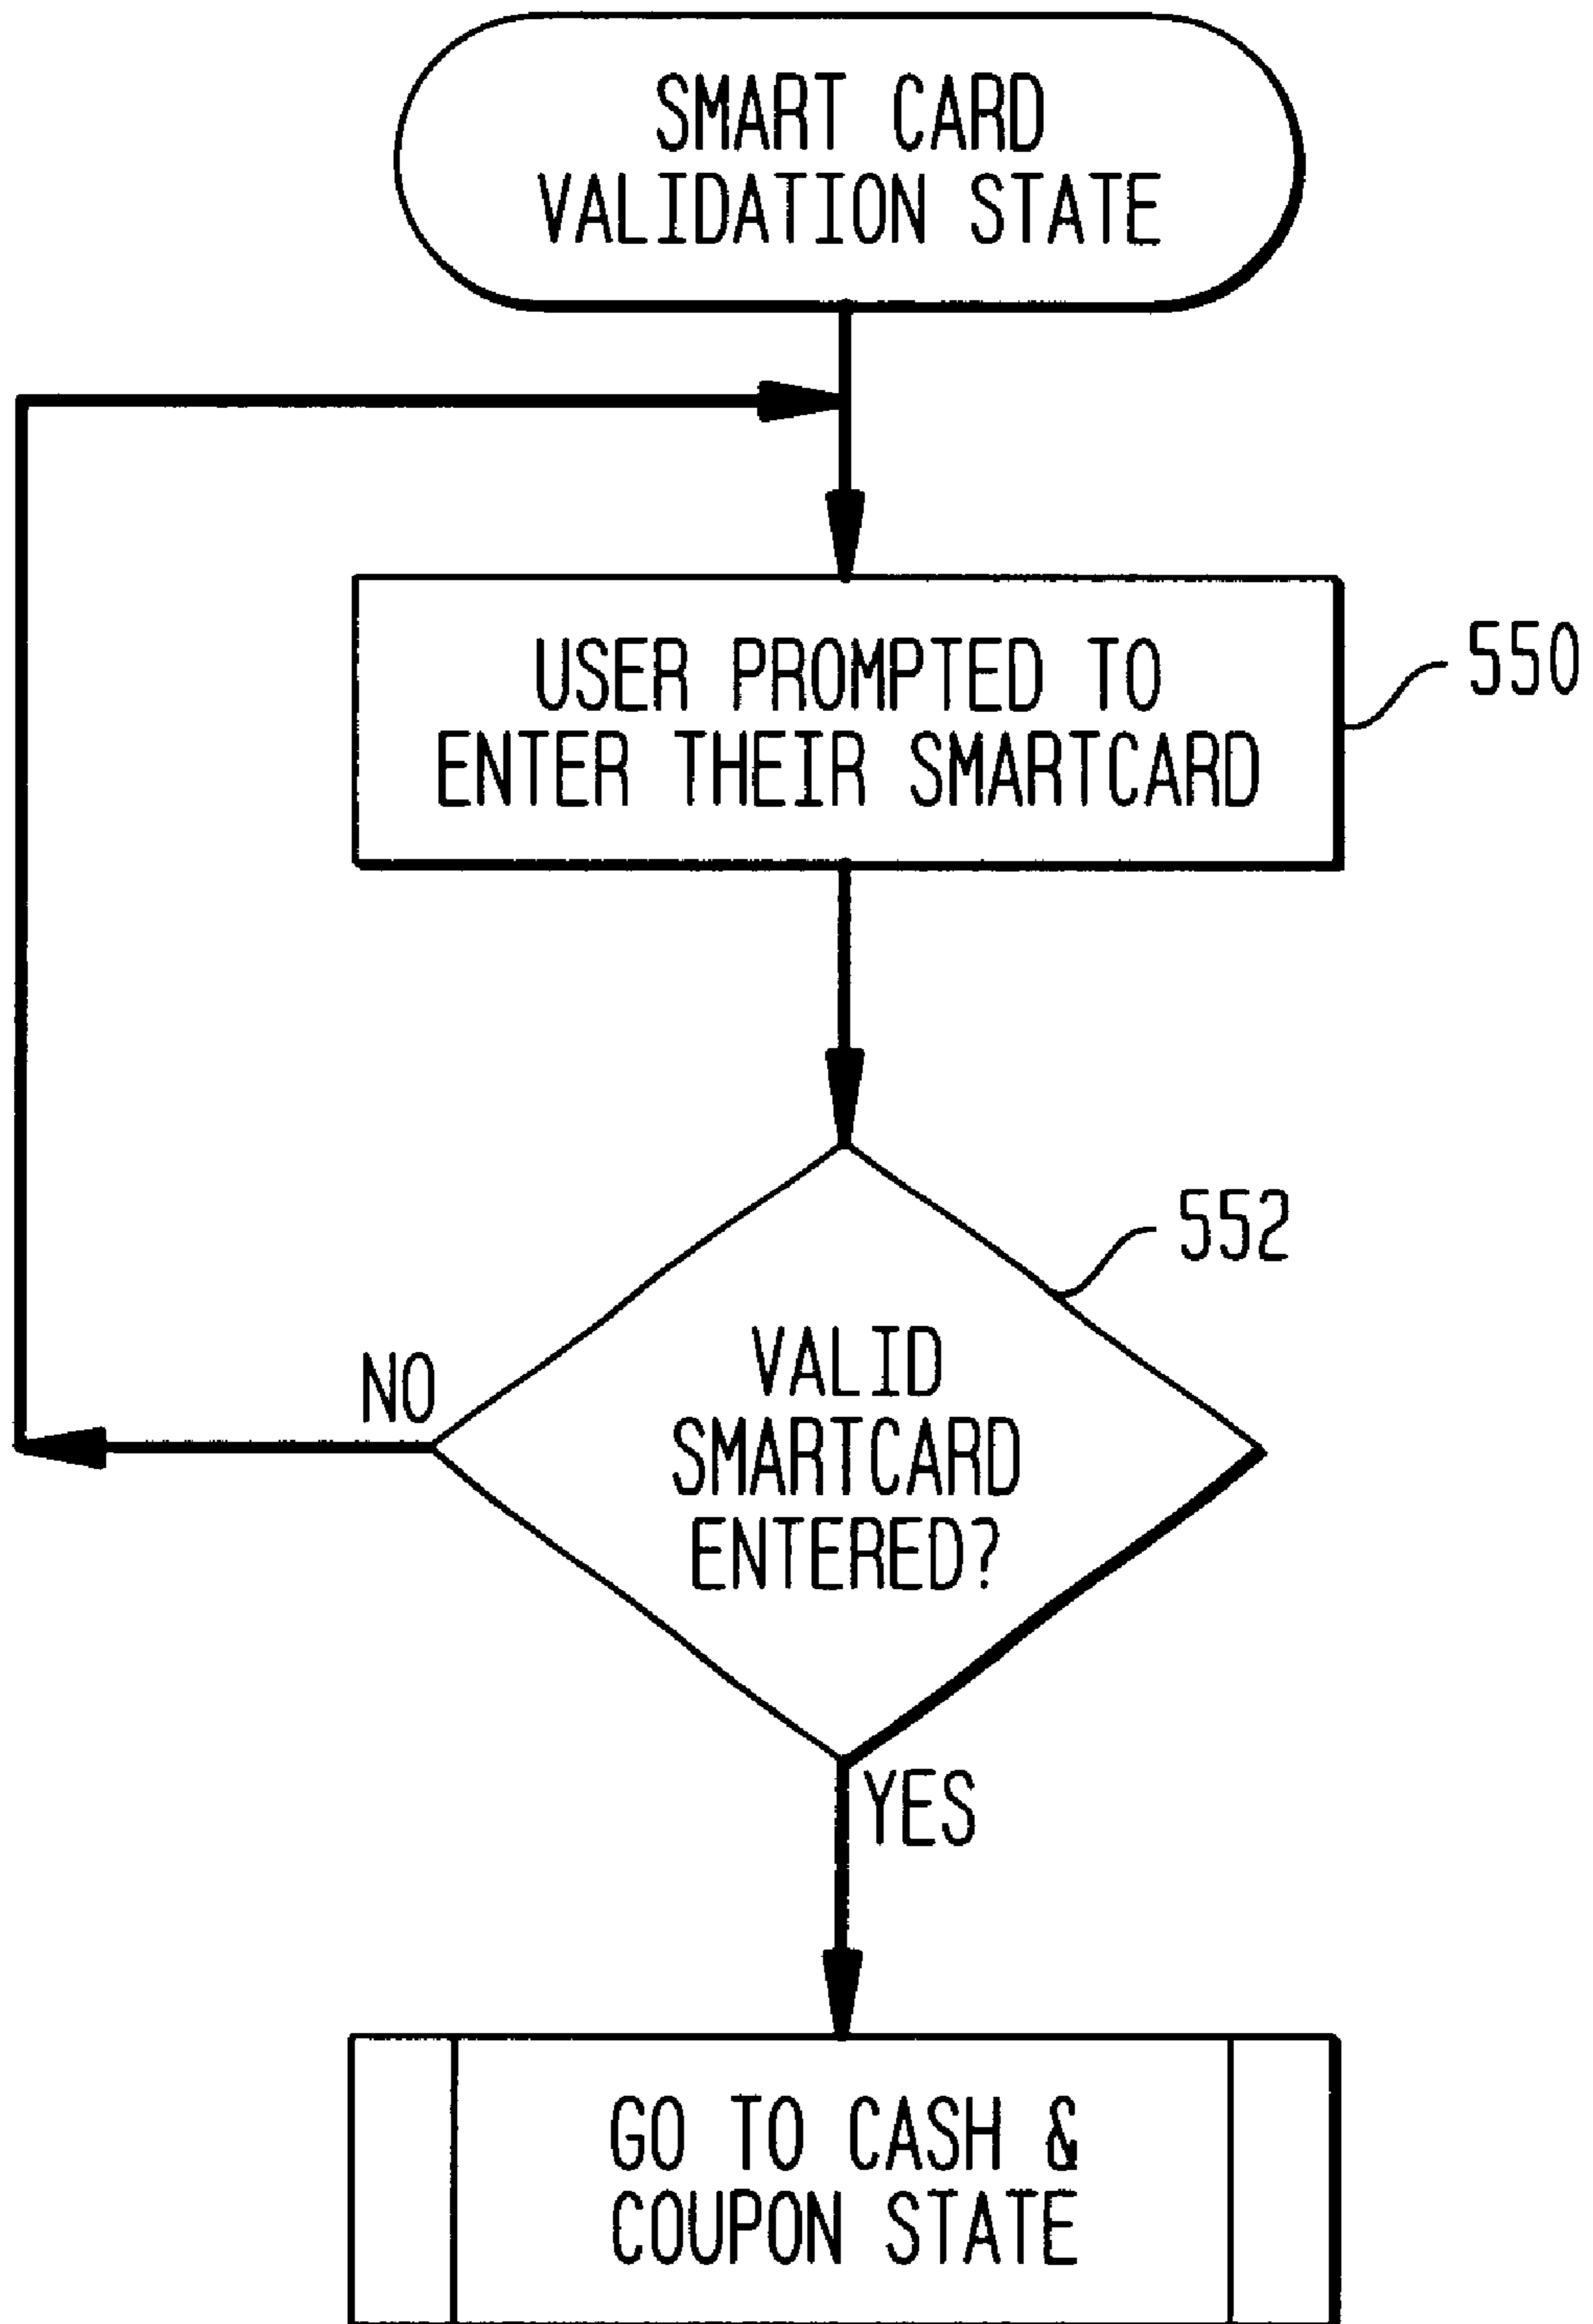 SMART CARD
VALIDATION STATE
USER PROMPTED TO
ENTER THEIR SMARTCARD
550
552
VALID
SMARTCARD
ENTERED?
NO
YES
GO TO CASH &
COUPON STATE